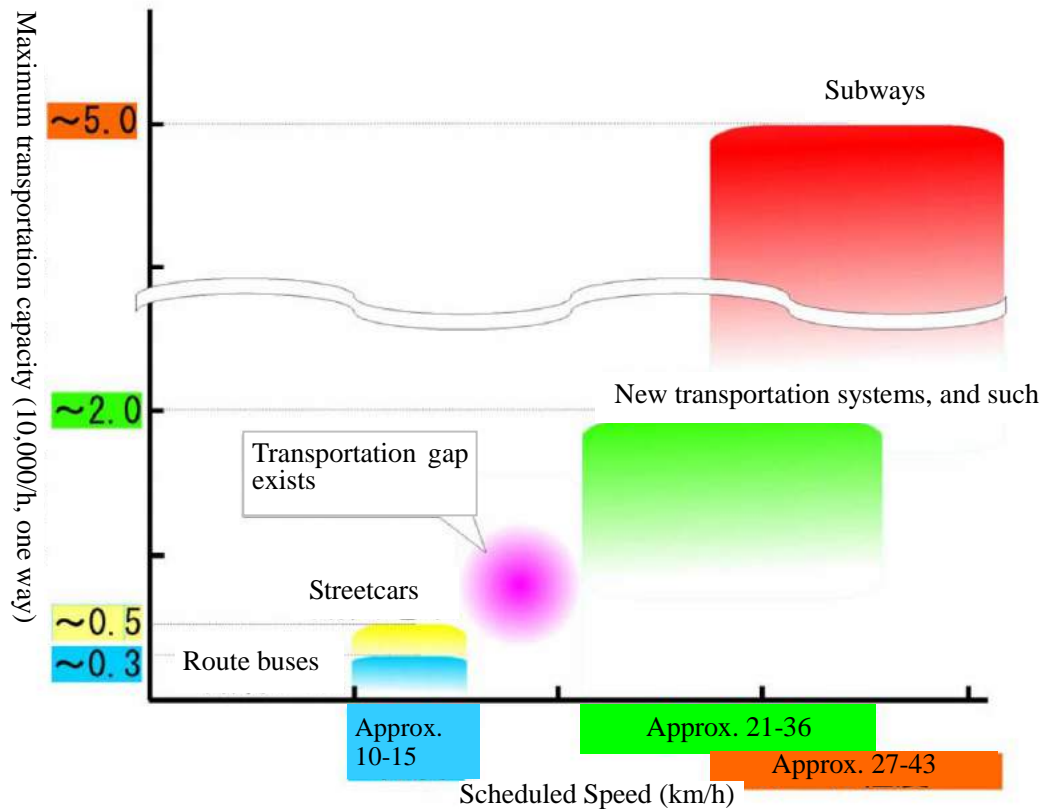 Maximum transportation capacity (10,000/h, one way)
Subways
~5.0
New transportation systems, and such
~2.0
Transportation gap
exists
Streetcars
~0.5
Route buses
~0.3
Approx.
10-15
Approx. 21-36
Approx. 27-43
Scheduled Speed (km/h)